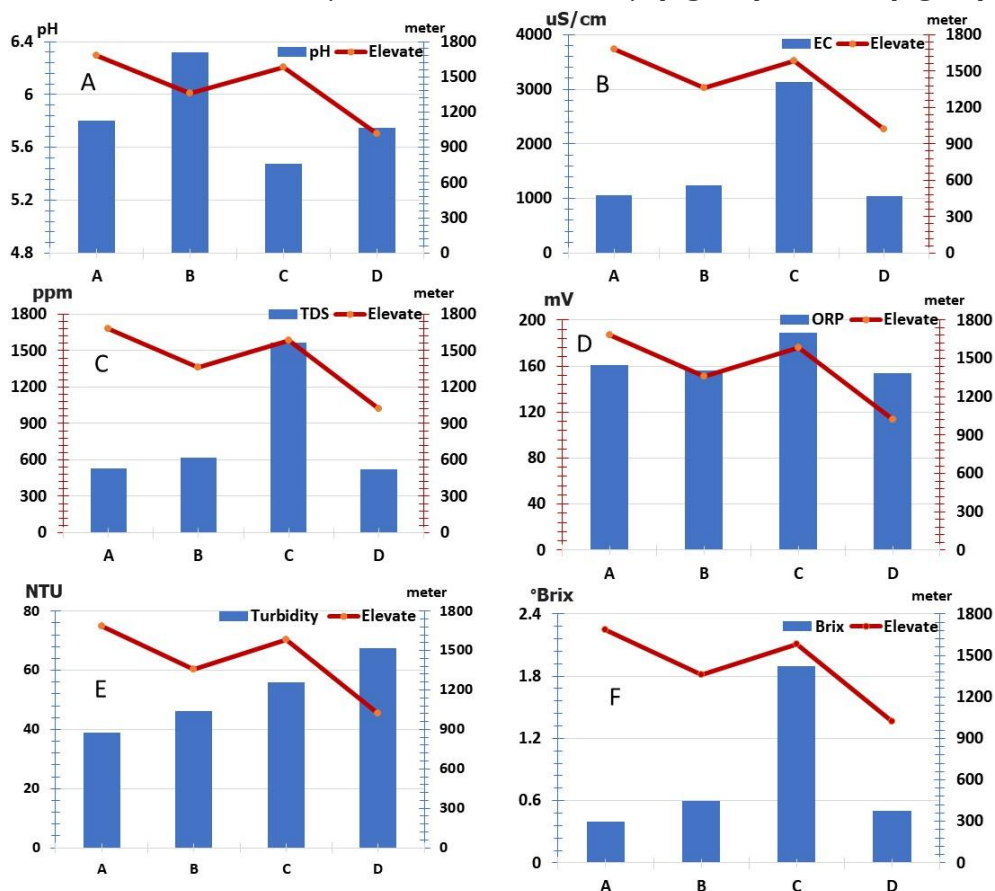 pH meter uS/cm meter
6.4 1800 4000 1800
pH Elevate EC Elevate
A 1500 B 1500
6 3000
1200 1200
5.6 900 2000 900
600 600
5.2 1000
300 300
4.8 0 0 0
A B C D A B C D
ppm meter mV meter
1800 1800 200 1800
TDS Elevate ORP Elevate
1500 1500 D 1500
C 160
1200 1200 1200
120
900 900 900
80
600 600 600
40
300 300 300
0 0 0 0
A B C D A B C D
NTU meter °Brix meter
80 1800 2.4 1800
Turbidity Elevate Brix Elevate
1500 1500
60 1.8
E 1200 F 1200
40 900 1.2 900
600 600
20 0.6
300 300
0 0 0 0
A B C D A B C D